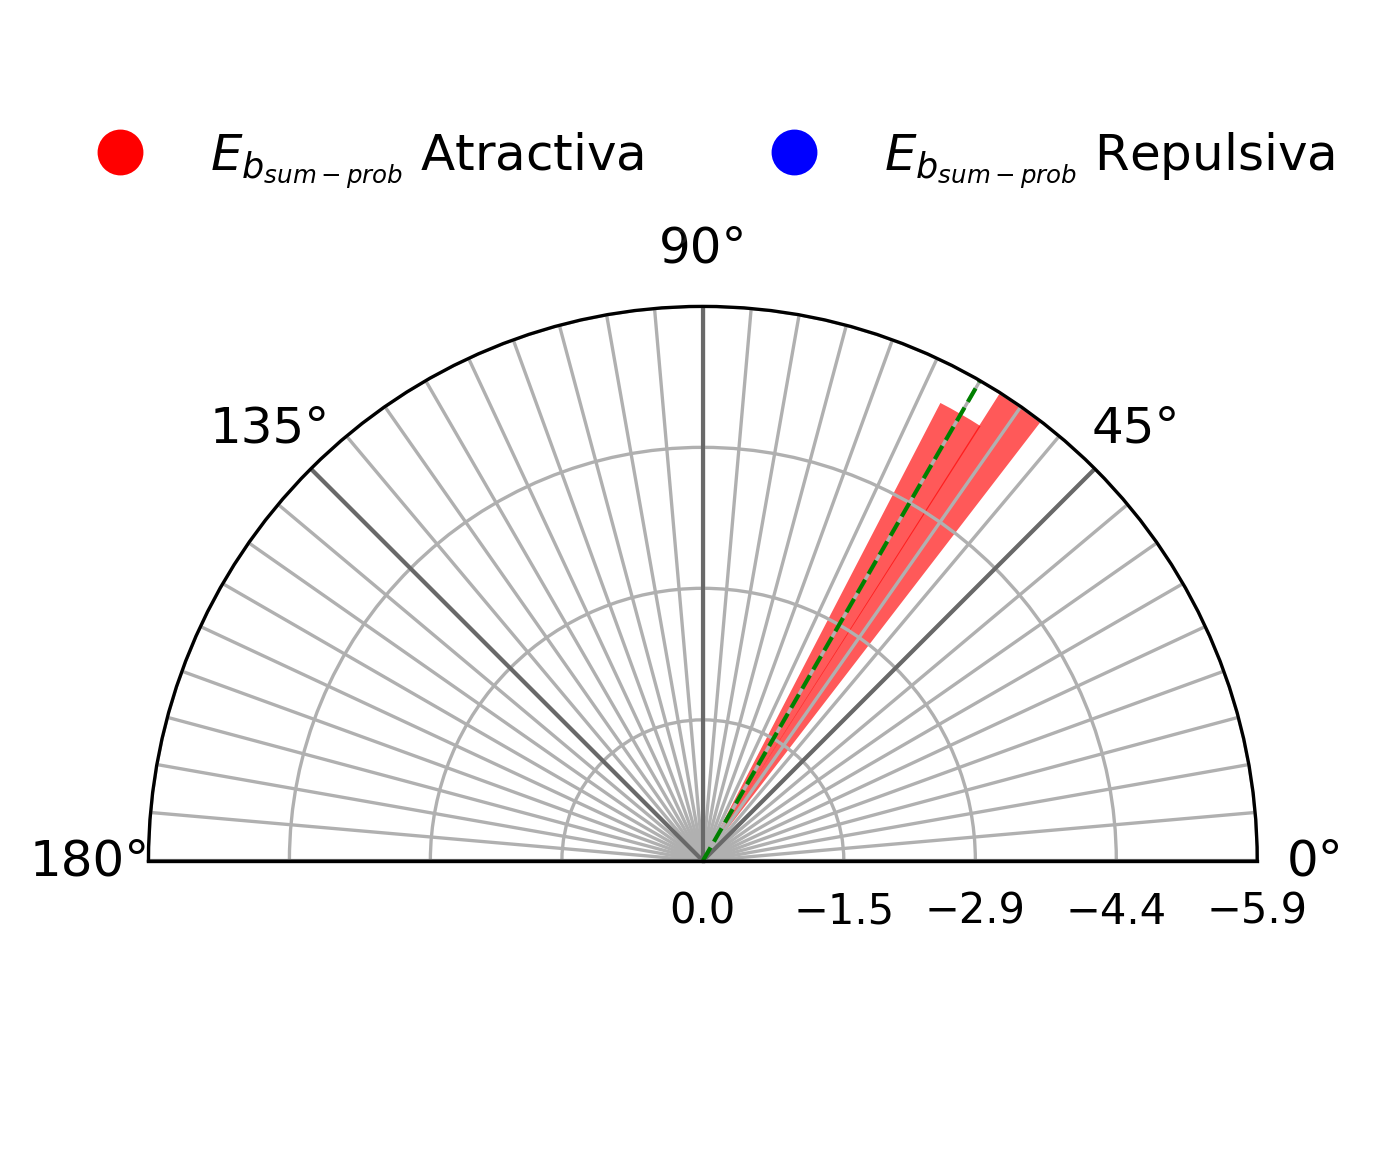 E_{b_{sum-prob}} Atractiva E_{b_{sum-prob}} Repulsiva
90°
135° 45°
180° 0°
0.0 −1.5 −2.9 −4.4 −5.9